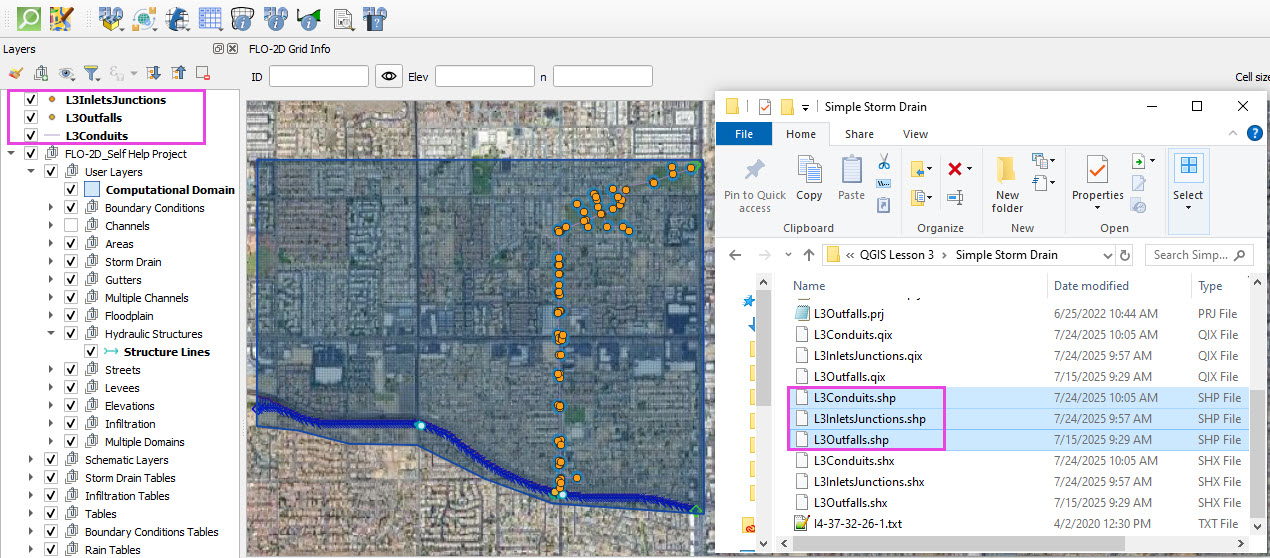 Layers
FLO-2D Grid Info
ID
Elev
n
Cell size
L3InletsJunctions
L3Outfalls
L3Conduits
FLO-2D_Self Help Project
User Layers
Computational Domain
Boundary Conditions
Channels
Areas
Storm Drain
Gutters
Multiple Channels
Floodplain
Hydraulic Structures
Structure Lines
Streets
Levees
Elevations
Infiltration
Multiple Domains
Schematic Layers
Storm Drain Tables
Infiltration Tables
Tables
Boundary Conditions Tables
Rain Tables
Simple Storm Drain
File Home Share View
Pin to Quick access
Copy
Paste
New folder
Properties
Select
Clipboard Organize New Open
« QGIS Lesson 3 > Simple Storm Drain
Search Simp...
Name Date modified Type
L3Outfalls.prj 6/25/2022 10:44 AM PRJ File
L3Conduits.qix 7/24/2025 10:05 AM QIX File
L3InletsJunctions.qix 7/24/2025 9:57 AM QIX File
L3Outfalls.qix 7/15/2025 9:29 AM QIX File
L3Conduits.shp 7/24/2025 10:05 AM SHP File
L3InletsJunctions.shp 7/24/2025 9:57 AM SHP File
L3Outfalls.shp 7/15/2025 9:29 AM SHP File
L3Conduits.shx 7/24/2025 10:05 AM SHX File
L3InletsJunctions.shx 7/24/2025 9:57 AM SHX File
L3Outfalls.shx 7/15/2025 9:29 AM SHX File
l4-37-32-26-1.txt 4/2/2020 12:30 PM TXT File